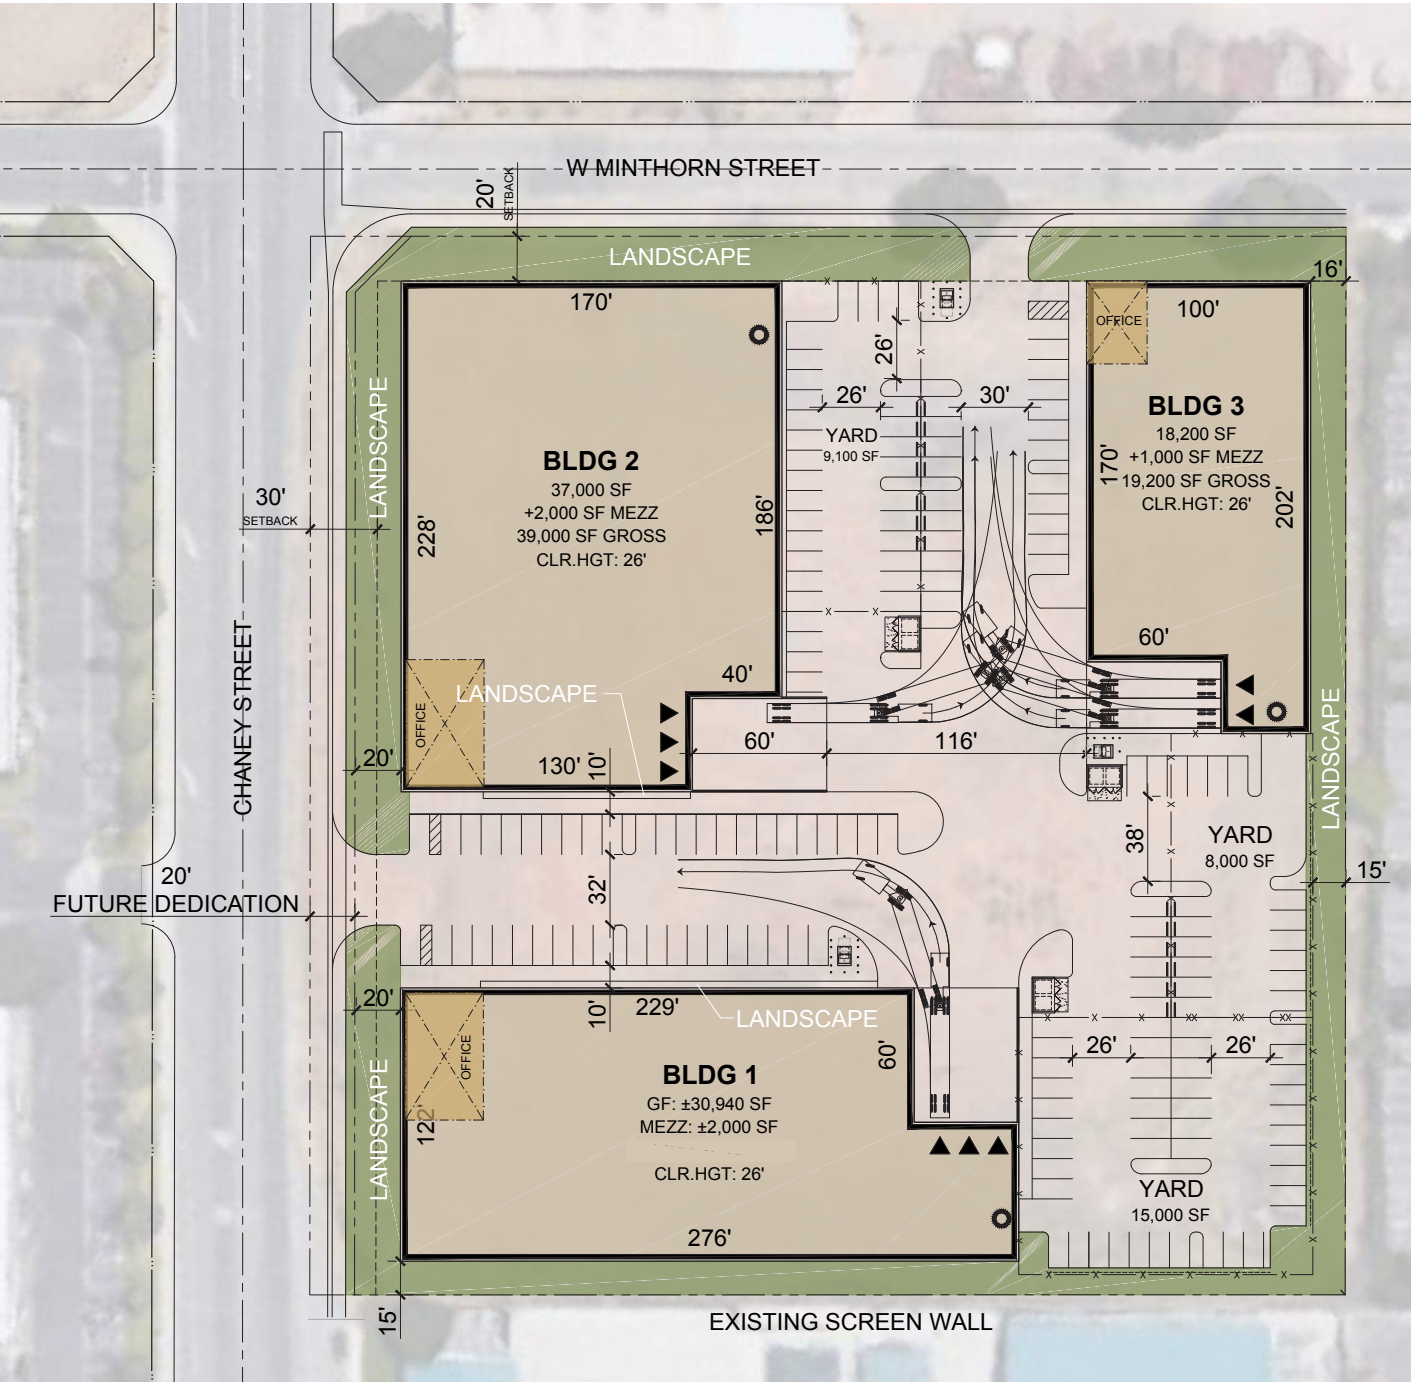 W MINTHORN STREET
20'
SETBACK
LANDSCAPE
16'
170'
OFFICE
100'
26'
26'
30'
YARD
9,100 SF
BLDG 3
18,200 SF
+1,000 SF MEZZ
19,200 SF GROSS
CLR.HGT: 26'
170'
202'
LANDSCAPE
BLDG 2
37,000 SF
+2,000 SF MEZZ
39,000 SF GROSS
CLR.HGT: 26'
30'
SETBACK
228'
186'
60'
CHANEY STREET
40'
LANDSCAPE
OFFICE
60'
116'
20'
130'
10'
LANDSCAPE
38'
YARD
8,000 SF
15'
20'
FUTURE DEDICATION
32'
20'
229'
10'
LANDSCAPE
OFFICE
60'
26'
26'
BLDG 1
GF: ±30,940 SF
MEZZ: ±2,000 SF
CLR.HGT: 26'
122'
LANDSCAPE
YARD
15,000 SF
276'
15'
EXISTING SCREEN WALL